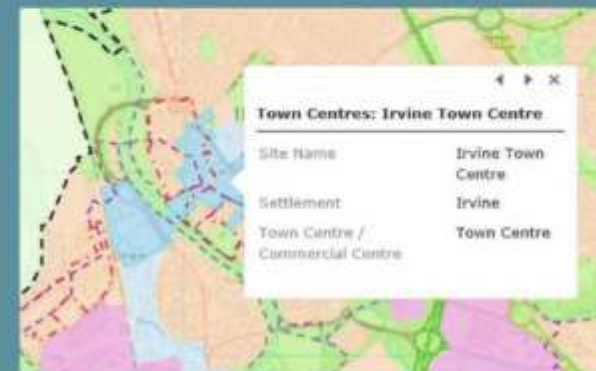 Town Centres: Irvine Town Centre
Site Name Irvine Town
Centre
Settlement Irvine
Town Centre / Town Centre
Commercial Centre